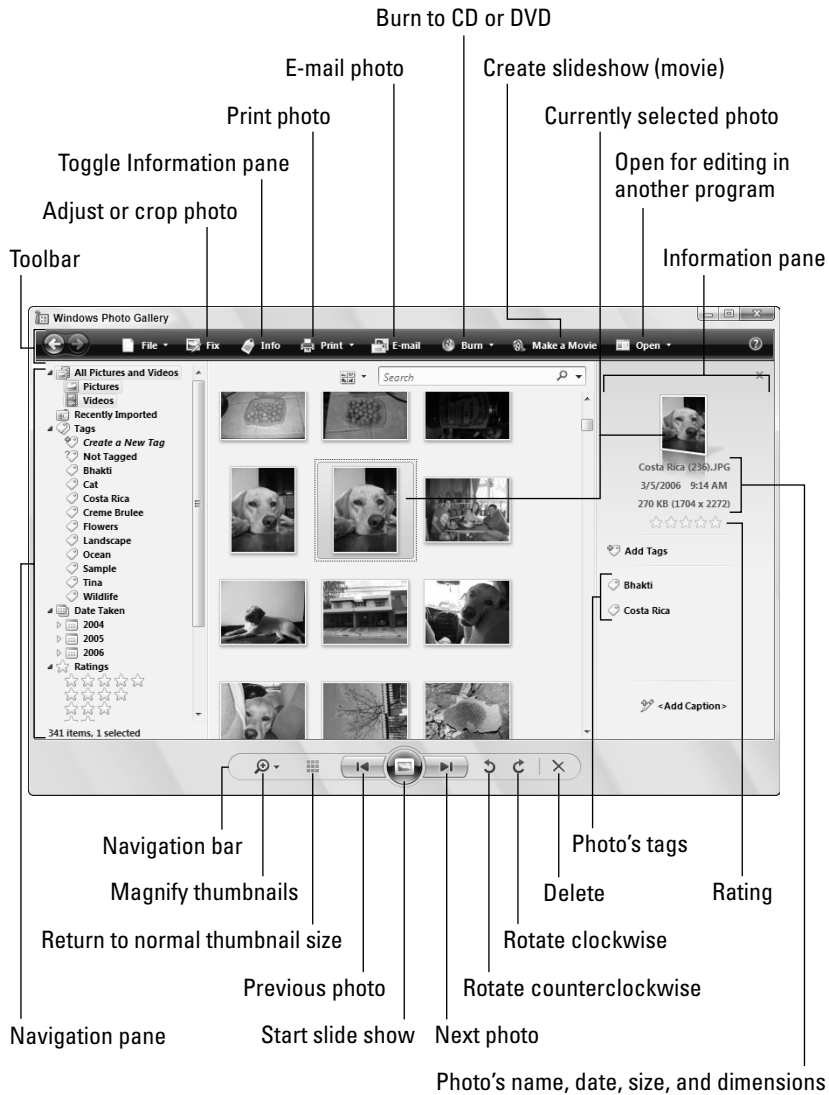 Burn to CD or DVD
E-mail photo
Create slideshow (movie)
Print photo
Currently selected photo
Toggle Information pane
Open for editing in
another program
Adjust or crop photo
Toolbar
Information pane
Windows Photo Gallery
File
Fix
Info
Print
E-mail
Burn
Make a Movie
Open
All Pictures and Videos
Pictures
Videos
Recently Imported
Tags
Create a New Tag
Not Tagged
Bhakti
Cat
Costa Rica
Creme Brulee
Flowers
Landscape
Ocean
Sample
Tina
Wildlife
Date Taken
2004
2005
2006
Ratings
341 items, 1 selected
Search
Costa Rica (236).JPG
3/5/2006 9:14 AM
270 KB (1704 x 2272)
Add Tags
Bhakti
Costa Rica
<Add Caption>
Navigation bar
Photo's tags
Magnify thumbnails
Delete
Rating
Return to normal thumbnail size
Rotate clockwise
Previous photo
Rotate counterclockwise
Navigation pane
Start slide show
Next photo
Photo's name, date, size, and dimensions